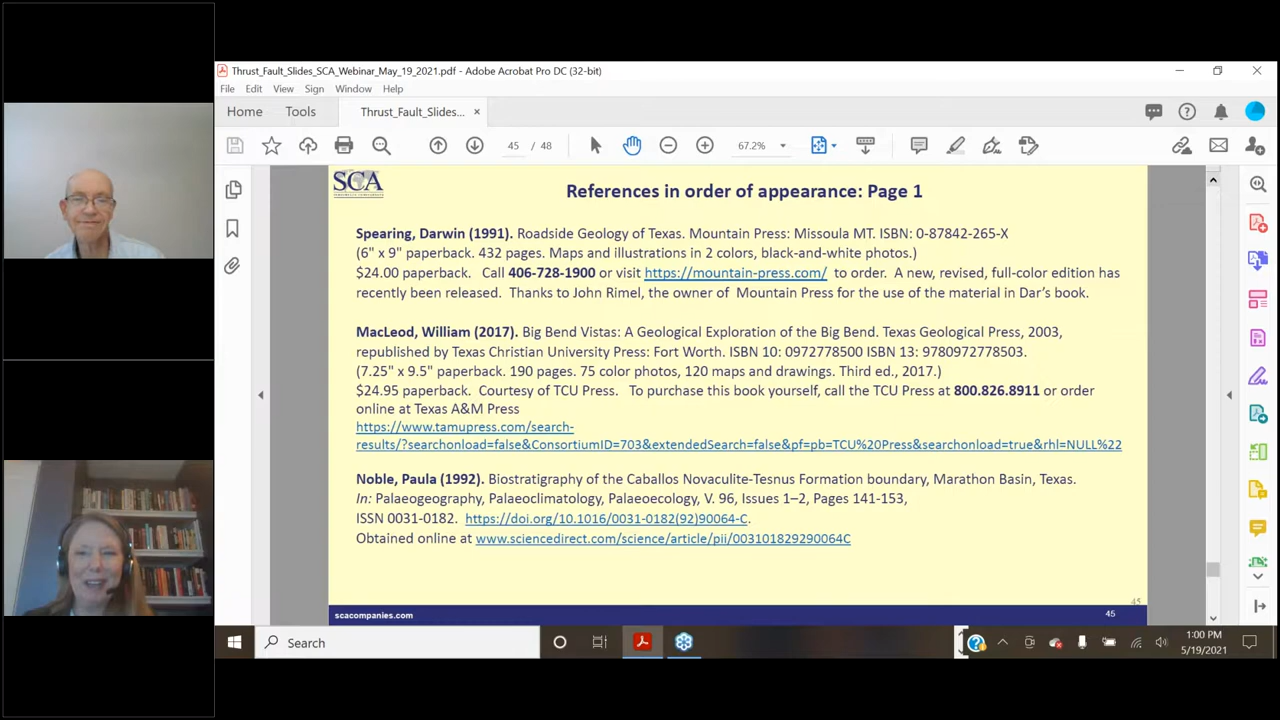 Thrust_Fault_Slides_SCA_Webinar_May_19_2021.pdf - Adobe Acrobat Pro DC (32-bit)
File Edit View Window Help
Home Tools Thrust_Fault_Slides... ×
45 / 48 67.2%
SCA
References in order of appearance: Page 1
Spearing, Darwin (1991). Roadside Geology of Texas. Mountain Press: Missoula MT. ISBN: 0-87842-265-X
(6" x 9" paperback. 432 pages. Maps and illustrations in 2 colors, black-and-white photos.)
$24.00 paperback. Call 406-728-1900 or visit https://mountain-press.com/ to order. A new, revised, full-color edition has
recently been released. Thanks to John Rimel, the owner of Mountain Press for the use of the material in Dar's book.
MacLeod, William (2017). Big Bend Vistas: A Geological Exploration of the Big Bend. Texas Geological Press, 2003,
republished by Texas Christian University Press: Fort Worth. ISBN 10: 0972778500 ISBN 13: 9780972778503.
(7.25" x 9.5" paperback. 190 pages. 75 color photos, 120 maps and drawings. Third ed., 2017.)
$24.95 paperback. Courtesy of TCU Press. To purchase this book yourself, call the TCU Press at 800.826.8911 or order
online at Texas A&M Press
https://www.tamupress.com/search-
results/?searchonload=false&ConsortiumID=703&extendedSearch=false&pf=pb=TCU%20Press&searchonload=true&rhl=NULL%22
Noble, Paula (1992). Biostratigraphy of the Caballos Novaculite-Tesnus Formation boundary, Marathon Basin, Texas.
In: Palaeogeography, Palaeoclimatology, Palaeoecology, V. 96, Issues 1–2, Pages 141-153,
ISSN 0031-0182. https://doi.org/10.1016/0031-0182(92)90064-C.
Obtained online at www.sciencedirect.com/science/article/pii/003101829290064C
45
scacompanies.com 45
Search
1:00 PM
5/19/2021